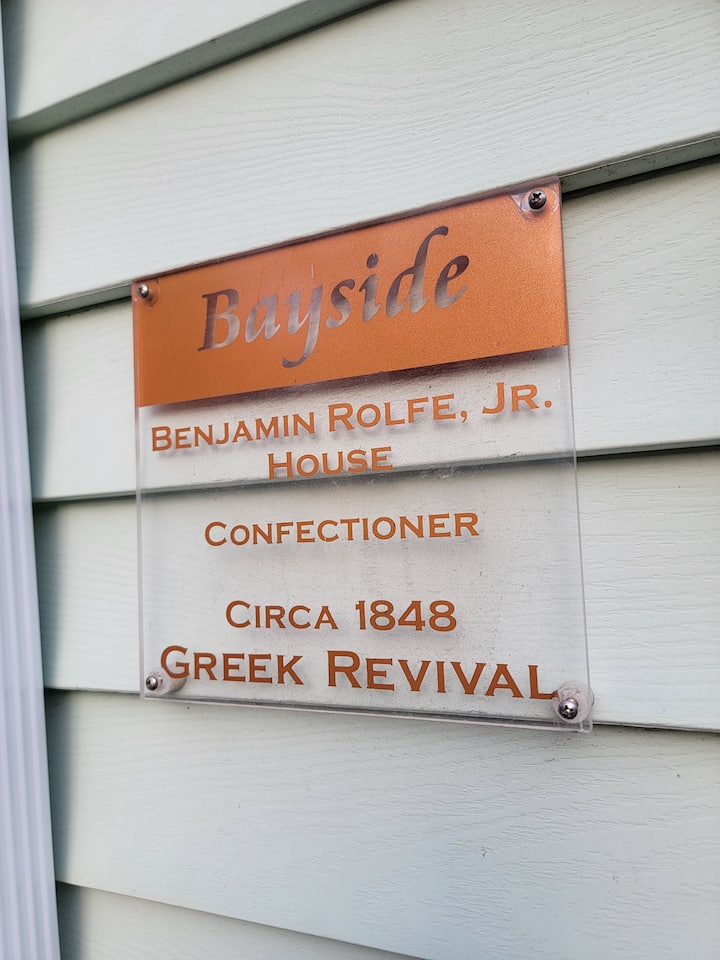 Bayside
BENJAMIN ROLFE, JR.
HOUSE
CONFECTIONER
CIRCA 1848
GREEK REVIVAL